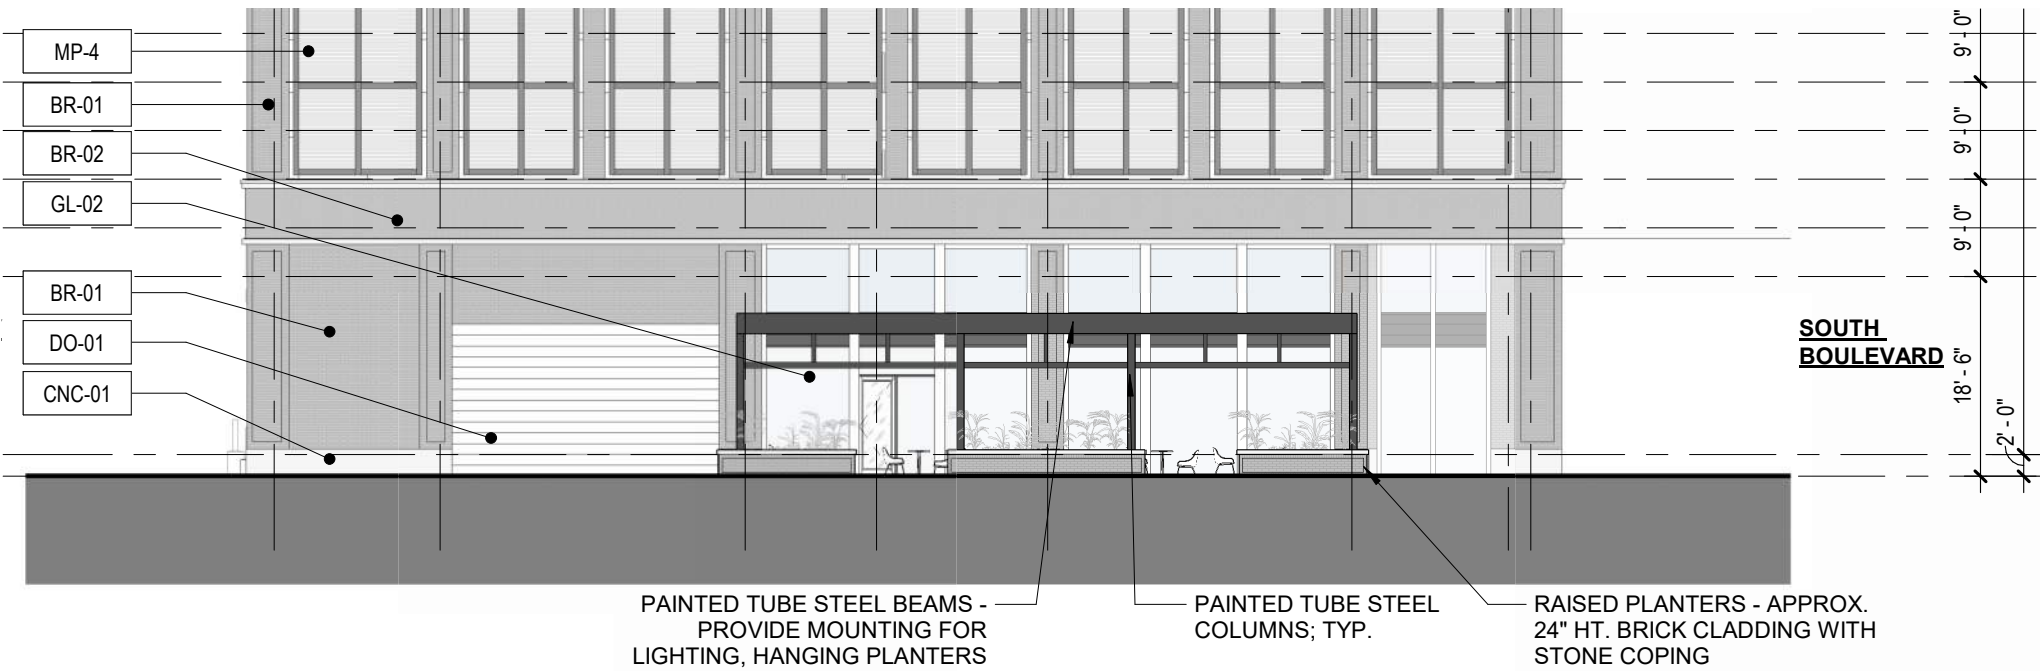 MP-4
BR-01
BR-02
GL-02
BR-01
DO-01
CNC-01
9' - 0"
9' - 0"
9' - 0"
18' - 6"
2' - 0"
SOUTH
BOULEVARD
PAINTED TUBE STEEL BEAMS -
PROVIDE MOUNTING FOR
LIGHTING, HANGING PLANTERS
PAINTED TUBE STEEL
COLUMNS; TYP.
RAISED PLANTERS - APPROX.
24" HT. BRICK CLADDING WITH
STONE COPING